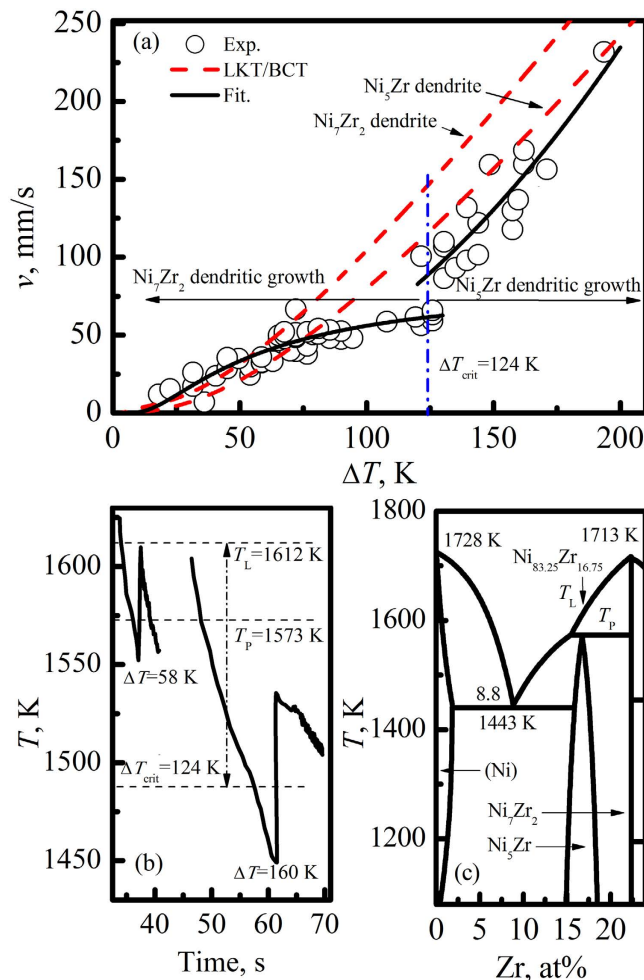 (a)
Exp.
LKT/BCT
Fit.
Ni5Zr dendrite
Ni7Zr2 dendrite
Ni7Zr2 dendritic growth
Ni5Zr dendritic growth
ΔTcrit=124 K
250
200
150
100
50
0
v, mm/s
0 50 100 150 200
ΔT, K
TL=1612 K
TP=1573 K
ΔT=58 K
ΔTcrit=124 K
(b)
ΔT=160 K
1600
1550
1500
1450
T, K
40 50 60 70
Time, s
1728 K
1713 K
Ni83.25Zr16.75
TL
TP
8.8
1443 K
(Ni)
Ni7Zr2
Ni5Zr
(c)
1800
1600
1400
1200
T, K
0 5 10 15 20
Zr, at%